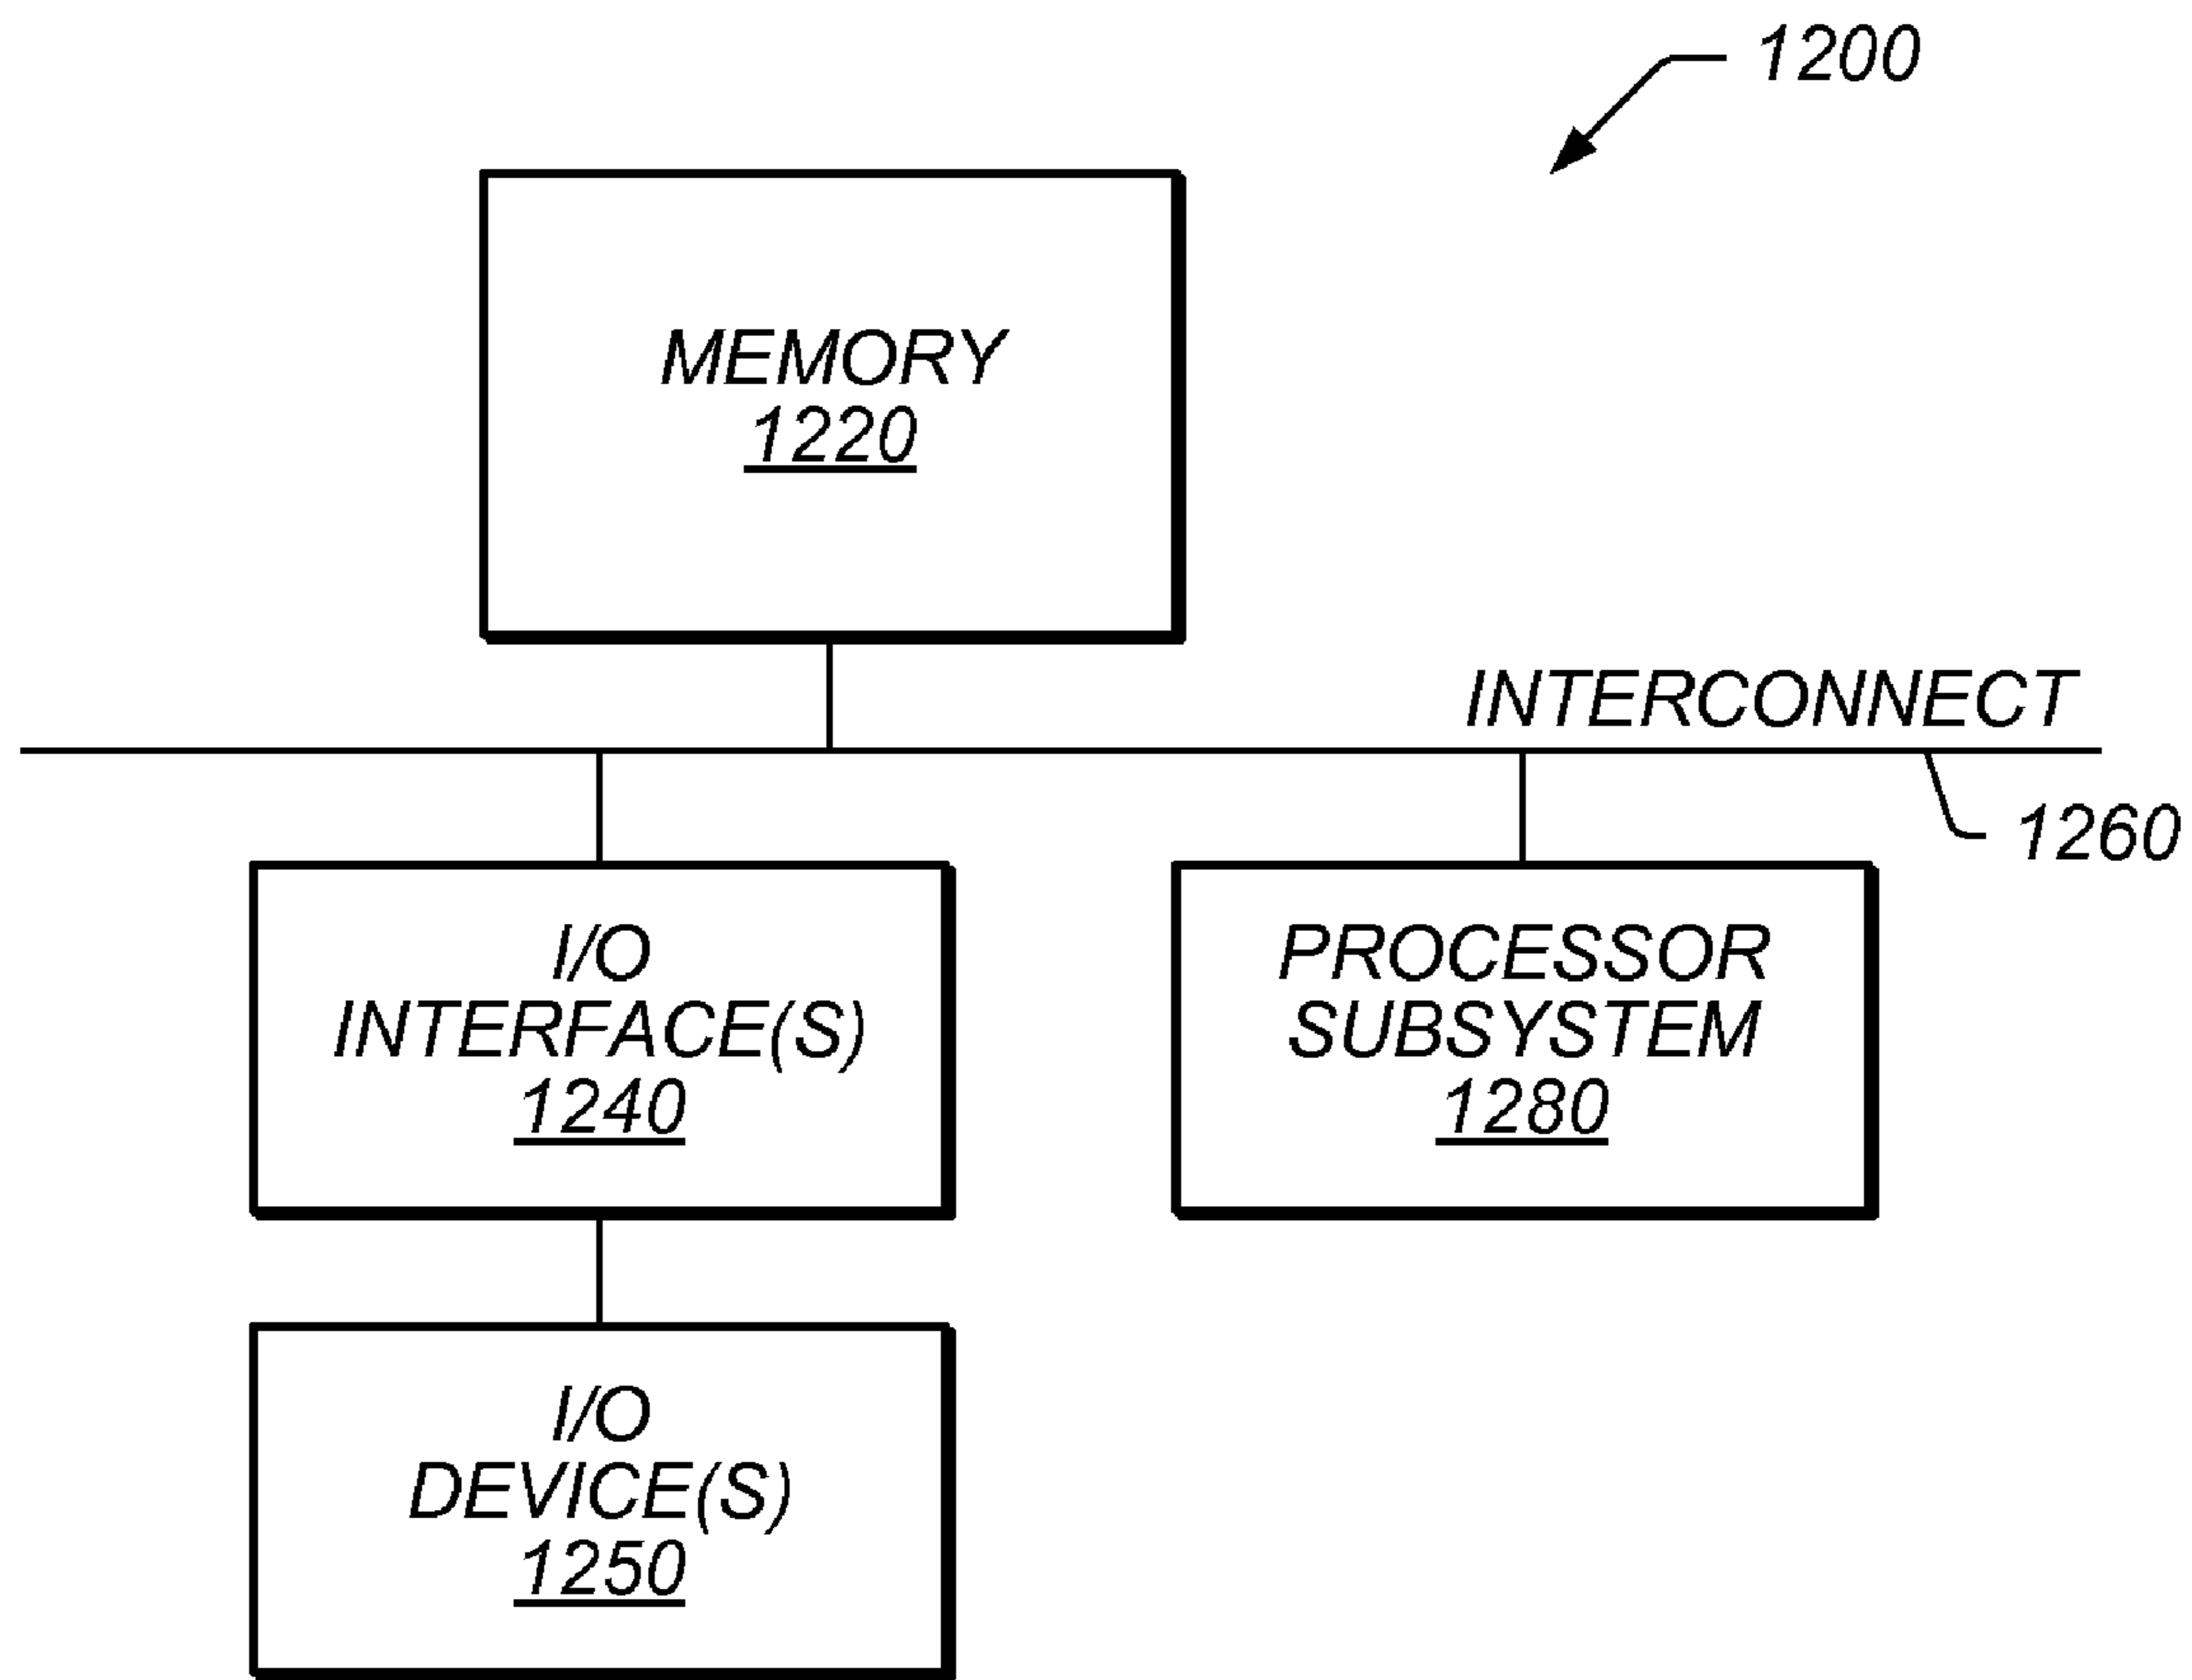 1200
MEMORY
1220
INTERCONNECT
1260
I/O
INTERFACE(S)
1240
PROCESSOR
SUBSYSTEM
1280
I/O
DEVICE(S)
1250